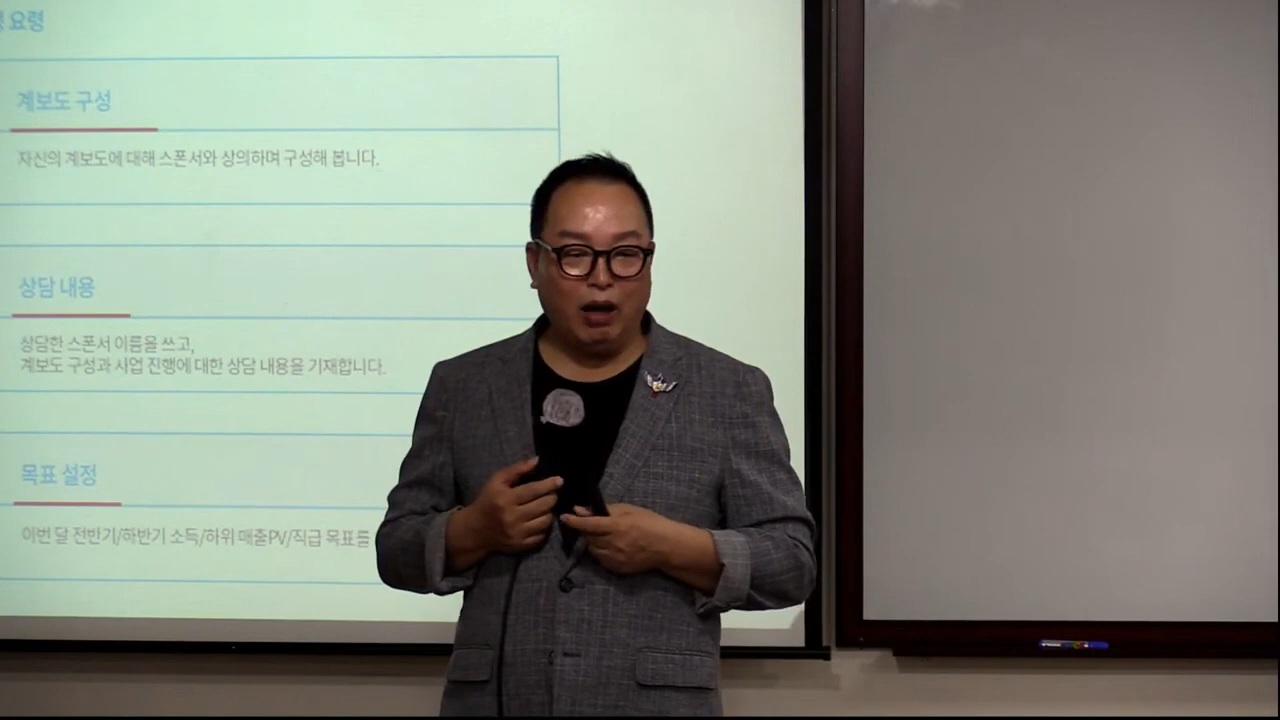 요령
계보도 구성
자신의 계보도에 대해 스폰서와 상의하며 구성해 봅니다.
상담 내용
상담한 스폰서 이름을 쓰고,
계보도 구성과 사업 진행에 대한 상담 내용을 기재합니다.
목표 설정
이번 달 전반기/하반기 소득/하위 매출PV/직급 목표를